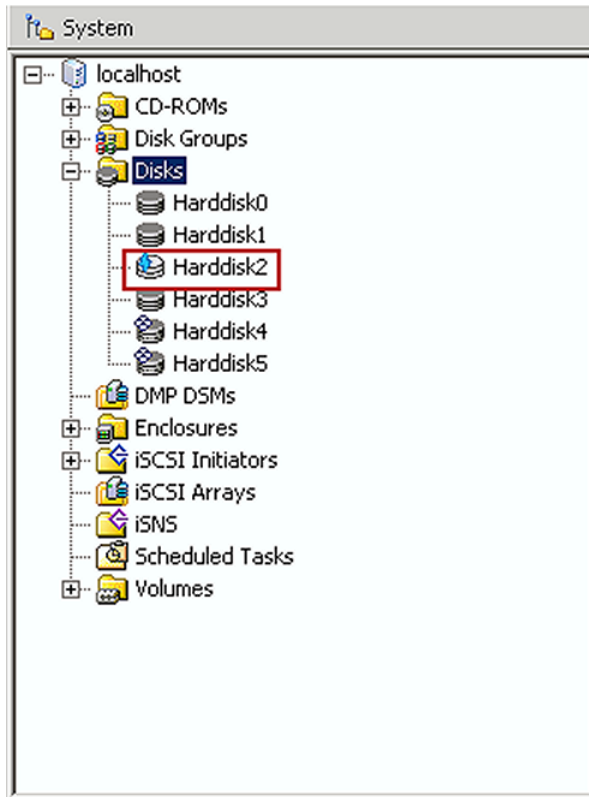 System
localhost
CD-ROMs
Disk Groups
Disks
Harddisk0
Harddisk1
Harddisk2
Harddisk3
Harddisk4
Harddisk5
DMP DSMs
Enclosures
iSCSI Initiators
iSCSI Arrays
iSNS
Scheduled Tasks
Volumes